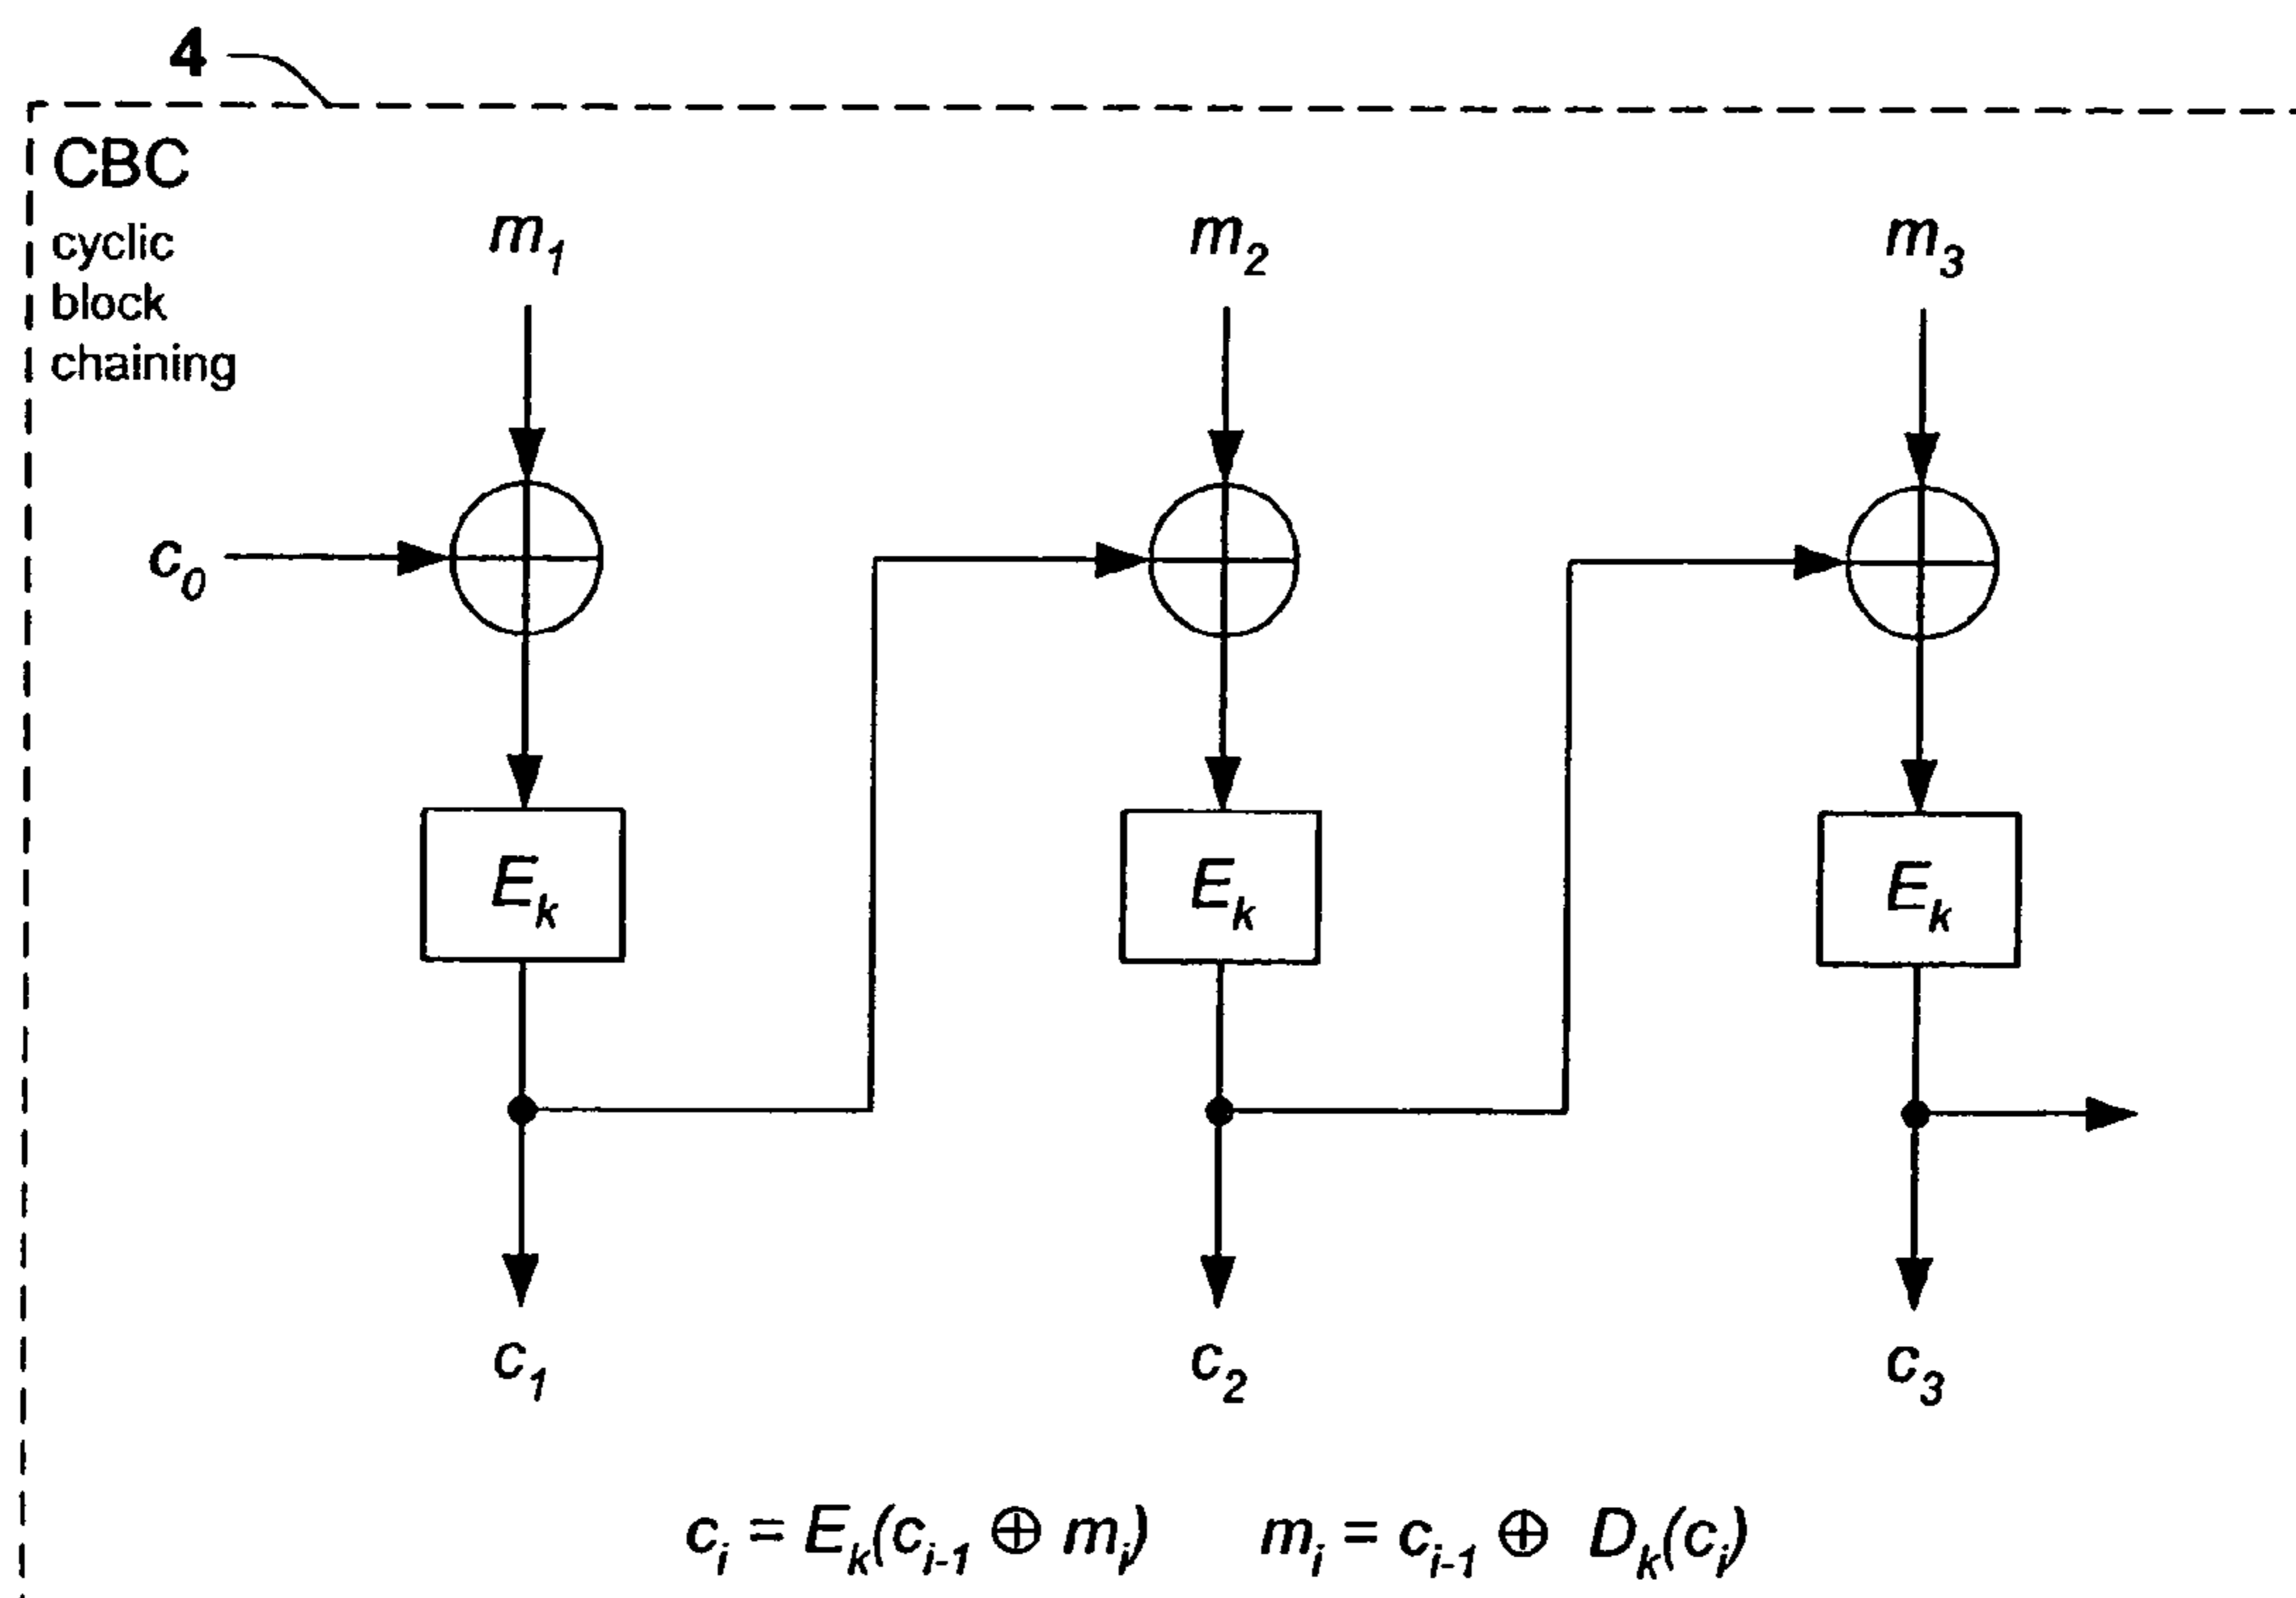 4
CBC
cyclic
block
chaining
m₁ m₂ m₃
c₀
Eₖ Eₖ Eₖ
c₁ c₂ c₃
cᵢ = Eₖ(cᵢ₋₁ ⊕ mᵢ) mᵢ = cᵢ₋₁ ⊕ Dₖ(cᵢ)